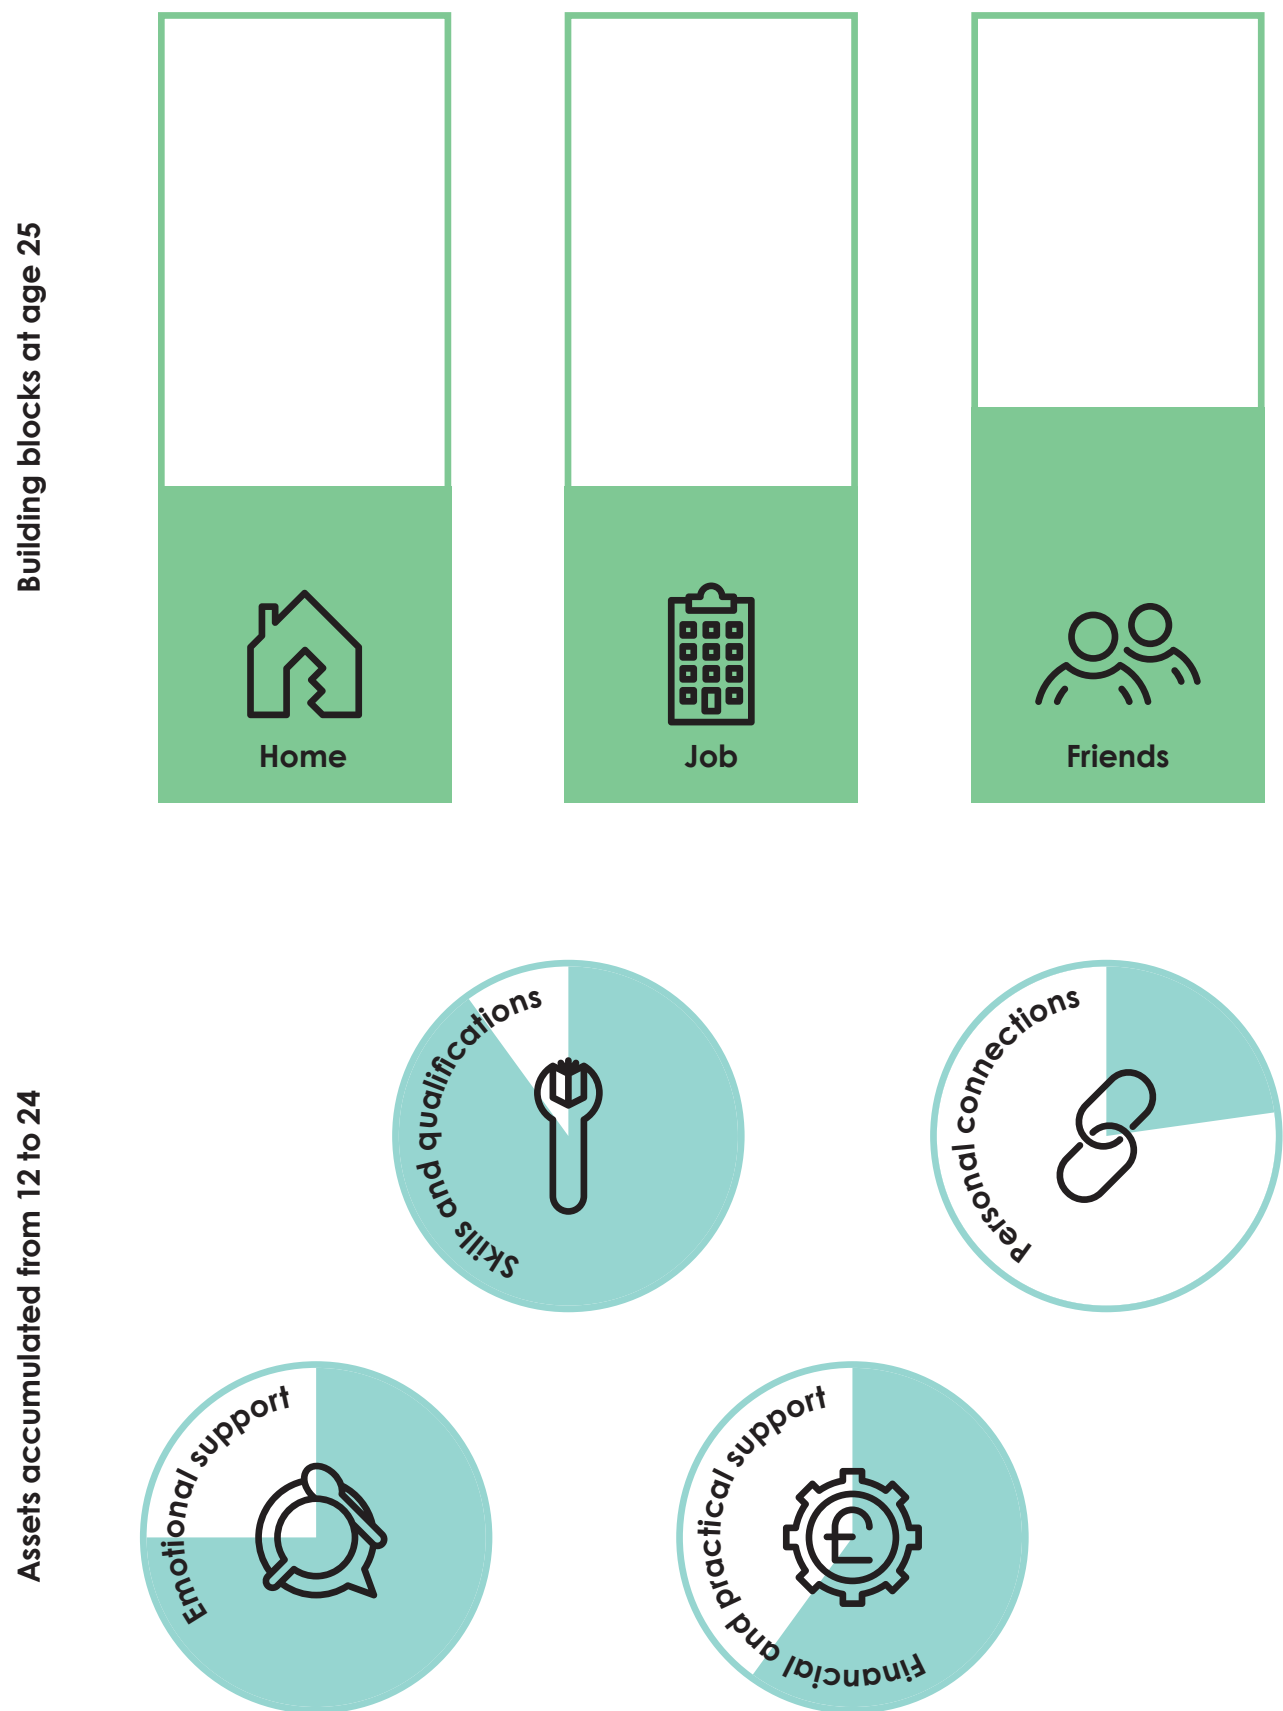 Building blocks at age 25
Home
Job
Friends
Assets accumulated from 12 to 24
Skills and qualifications
Personal connections
Emotional support
Financial and practical support
£